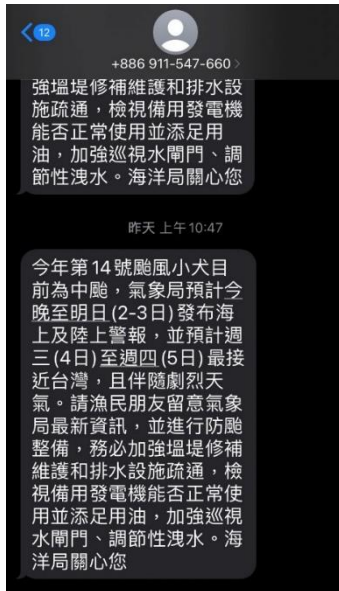 12
+886 911-547-660
強塭堤修補維護和排水設
施疏通，檢視備用發電機
能否正常使用並添足用
油，加強巡視水閘門、調
節性洩水。海洋局關心您
昨天 上午10:47
今年第14號颱風小犬目
前為中颱，氣象局預計今
晚至明日(2-3日)發布海
上及陸上警報，並預計週
三(4日)至週四(5日)最接
近台灣，且伴隨劇烈天
氣。請漁民朋友留意氣象
局最新資訊，並進行防颱
整備，務必加強塭堤修補
維護和排水設施疏通，檢
視備用發電機能否正常使
用並添足用油，加強巡視
水閘門、調節性洩水。海
洋局關心您